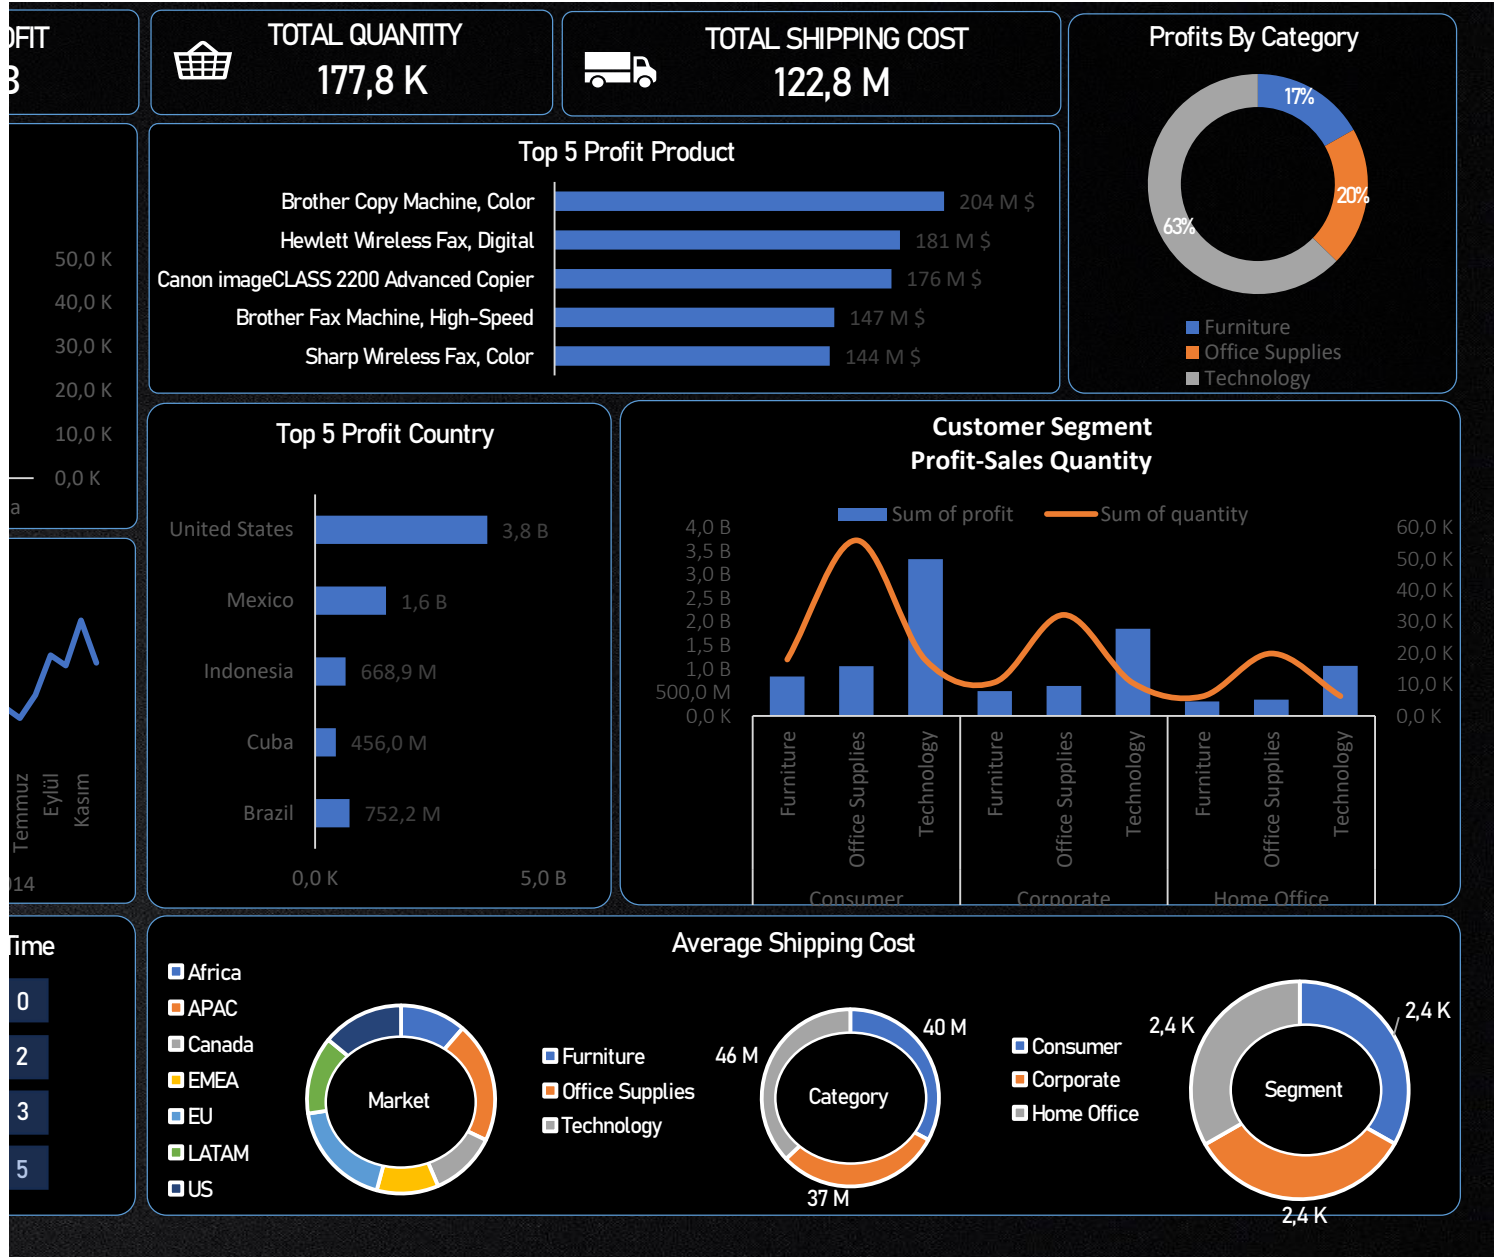 OFIT
TOTAL QUANTITY
177,8 K
TOTAL SHIPPING COST
122,8 M
Profits By Category
17%
20%
63%
Furniture
Office Supplies
Technology
Top 5 Profit Product
Brother Copy Machine, Color
204 M $
Hewlett Wireless Fax, Digital
181 M $
Canon imageCLASS 2200 Advanced Copier
176 M $
Brother Fax Machine, High-Speed
147 M $
Sharp Wireless Fax, Color
144 M $
50,0 K
40,0 K
30,0 K
20,0 K
10,0 K
0,0 K
a
Top 5 Profit Country
United States
3,8 B
Mexico
1,6 B
Indonesia
668,9 M
Cuba
456,0 M
Brazil
752,2 M
0,0 K
5,0 B
Customer Segment
Profit-Sales Quantity
Sum of profit
Sum of quantity
4,0 B
3,5 B
3,0 B
2,5 B
2,0 B
1,5 B
1,0 B
500,0 M
0,0 K
60,0 K
50,0 K
40,0 K
30,0 K
20,0 K
10,0 K
0,0 K
Furniture
Office Supplies
Technology
Furniture
Office Supplies
Technology
Furniture
Office Supplies
Technology
Consumer
Corporate
Home Office
Temmuz
Eylül
Kasım
014
Time
0
2
3
5
Average Shipping Cost
Africa
APAC
Canada
EMEA
EU
LATAM
US
Market
Furniture
Office Supplies
Technology
46 M
40 M
37 M
Category
Consumer
Corporate
Home Office
2,4 K
2,4 K
2,4 K
Segment